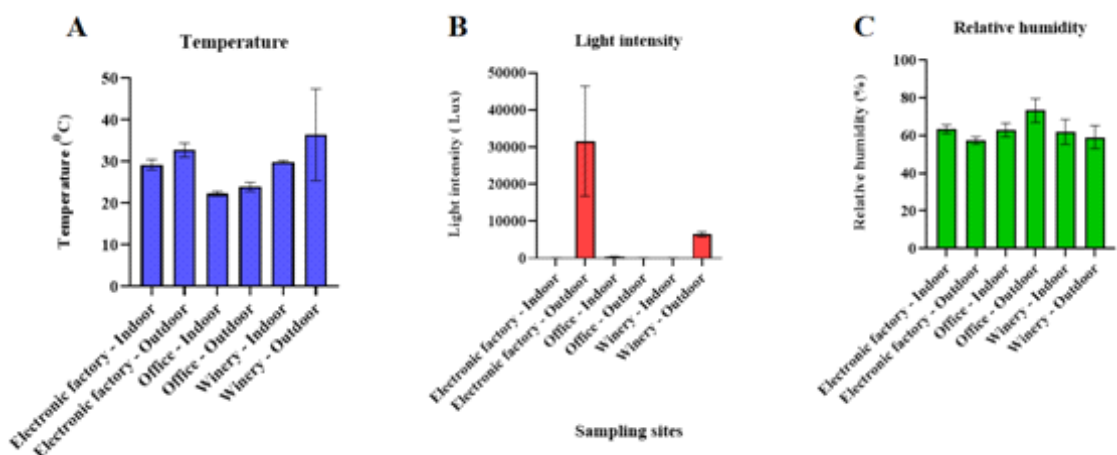 A
Temperature
Temperature (⁰C)
50
40
30
20
10
0
Electronic factory - Indoor
Electronic factory - Outdoor
Office - Indoor
Office - Outdoor
Winery - Indoor
Winery - Outdoor
B
Light intensity
Light intensity ( Lux)
50000
40000
30000
20000
10000
0
Electronic factory - Indoor
Electronic factory - Outdoor
Office - Indoor
Office - Outdoor
Winery - Indoor
Winery - Outdoor
Sampling sites
C
Relative humidity
Relative humidity (%)
100
80
60
40
20
0
Electronic factory - Indoor
Electronic factory - Outdoor
Office - Indoor
Office - Outdoor
Winery - Indoor
Winery - Outdoor